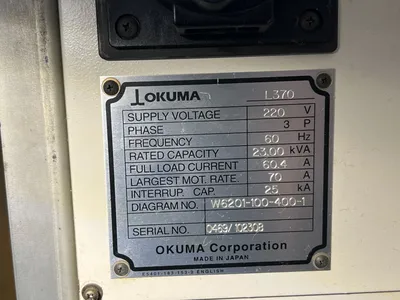 OKUMA L370
SUPPLY VOLTAGE 220 V
PHASE 3 P
FREQUENCY 60 Hz
RATED CAPACITY 23.00 kVA
FULL LOAD CURRENT 60.4 A
LARGEST MOT. RATE 70 A
INTERRUP. CAP. 25 kA
DIAGRAM NO. W6201-100-400-1
SERIAL NO. 0469/102308
OKUMA Corporation
MADE IN JAPAN